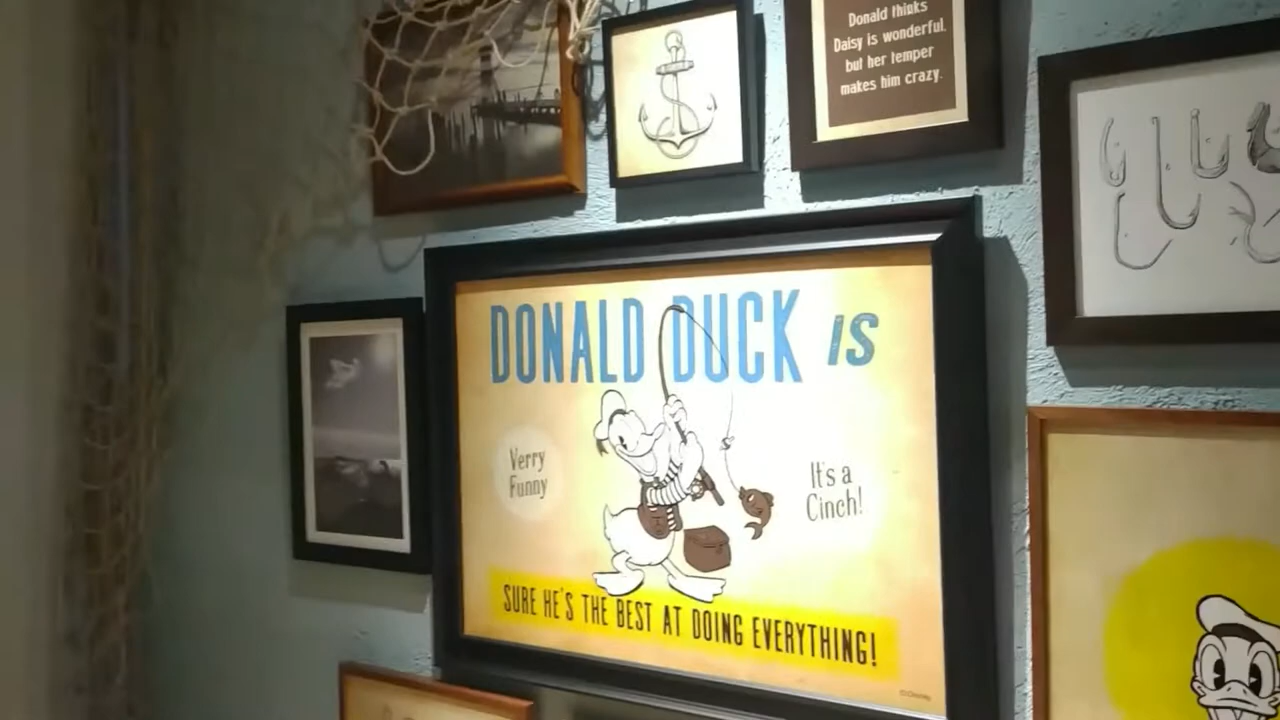 Donald thinks
Daisy is wonderful.
but her temper
makes him crazy.
DONALD DUCK IS
Verry
Funny
It's a
Cinch!
SURE HE'S THE BEST AT DOING EVERYTHING!
©Disney